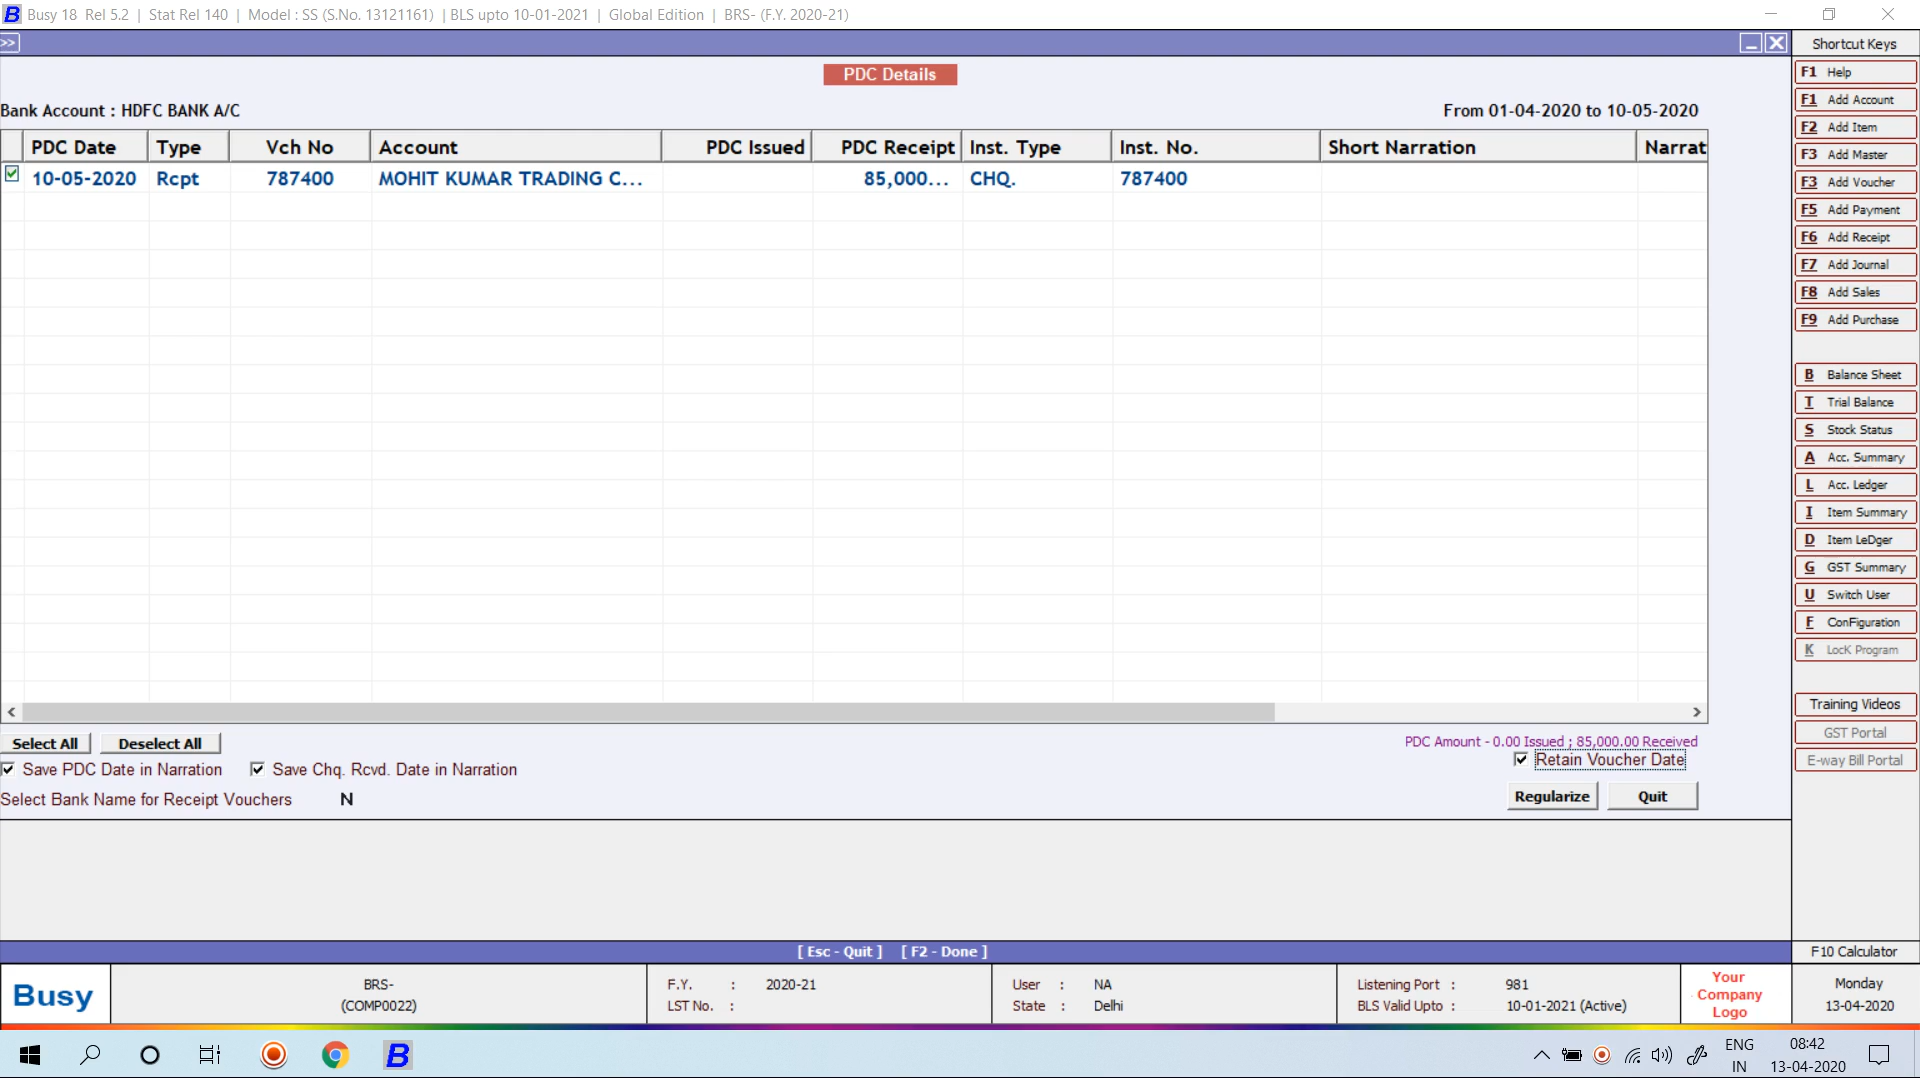 Busy 18 Rel 5.2 | Stat Rel 140 | Model : SS (S.No. 13121161) | BLS upto 10-01-2021 | Global Edition | BRS- (F.Y. 2020-21)
>>
PDC Details
Bank Account : HDFC BANK A/C From 01-04-2020 to 10-05-2020
PDC Date Type Vch No Account PDC Issued PDC Receipt Inst. Type Inst. No. Short Narration Narrat
10-05-2020 Rcpt 787400 MOHIT KUMAR TRADING C... 85,000... CHQ. 787400
Select All Deselect All
PDC Amount - 0.00 Issued ; 85,000.00 Received
Save PDC Date in Narration Save Chq. Rcvd. Date in Narration Retain Voucher Date
Select Bank Name for Receipt Vouchers N
Regularize Quit
[ Esc - Quit ] [ F2 - Done ]
Shortcut Keys
F1 Help
F1 Add Account
F2 Add Item
F3 Add Master
F3 Add Voucher
F5 Add Payment
F6 Add Receipt
F7 Add Journal
F8 Add Sales
F9 Add Purchase
B Balance Sheet
T Trial Balance
S Stock Status
A Acc. Summary
L Acc. Ledger
I Item Summary
D Item LeDger
G GST Summary
U Switch User
F ConFiguration
K LocK Program
Training Videos
GST Portal
E-way Bill Portal
F10 Calculator
Busy
BRS-
(COMP0022)
F.Y. : 2020-21
LST No. :
User : NA
State : Delhi
Listening Port : 981
BLS Valid Upto : 10-01-2021 (Active)
Your
Company
Logo
Monday
13-04-2020
B
ENG
IN
08:42
13-04-2020